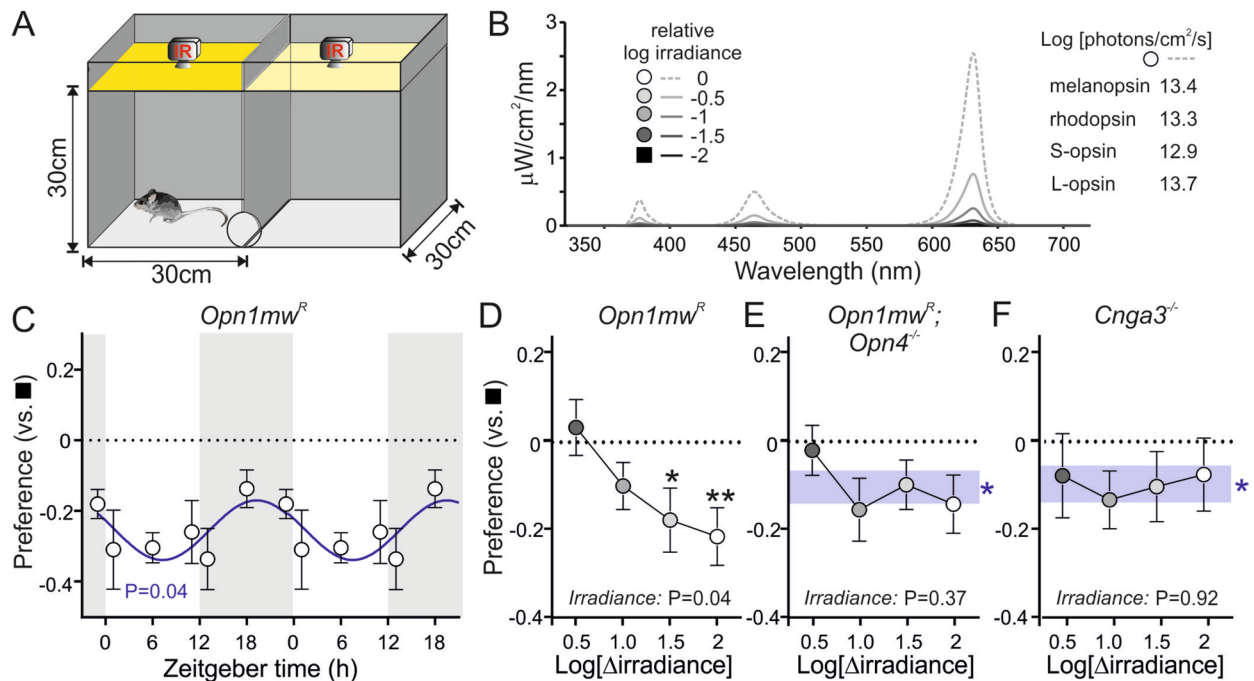 A
IR
IR
30cm
30cm
30cm
B
3
2
1
0
μW/cm²/nm
relative
log irradiance
0
-0.5
-1
-1.5
-2
Log [photons/cm²/s]
melanopsin 13.4
rhodopsin 13.3
S-opsin 12.9
L-opsin 13.7
350 400 450 500 550 600 650 700
Wavelength (nm)
C
Opn1mwᴿ
Preference (vs. ■)
0.2
0
-0.2
-0.4
P=0.04
0 6 12 18 0 6 12 18
Zeitgeber time (h)
D
Opn1mwᴿ
Preference (vs. ■)
0.2
0
-0.2
-0.4
*
**
Irradiance: P=0.04
0.5 1.0 1.5 2
Log[Δirradiance]
E
Opn1mwᴿ;
Opn4⁻/⁻
0.2
0
-0.2
-0.4
*
Irradiance: P=0.37
0.5 1.0 1.5 2
Log[Δirradiance]
F
Cnga3⁻/⁻
0.2
0
-0.2
-0.4
*
Irradiance: P=0.92
0.5 1.0 1.5 2
Log[Δirradiance]